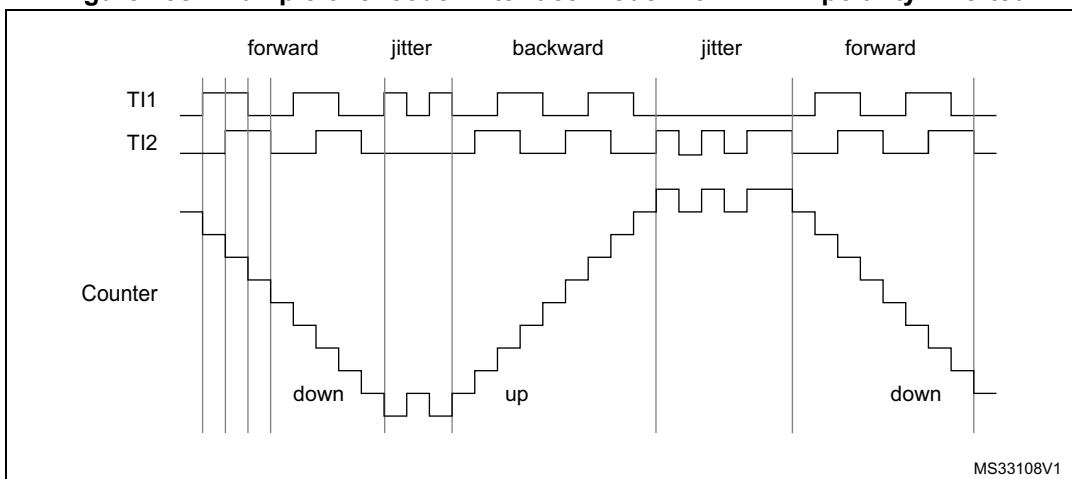 forward jitter backward jitter forward
TI1
TI2
Counter
down up down
MS33108V1